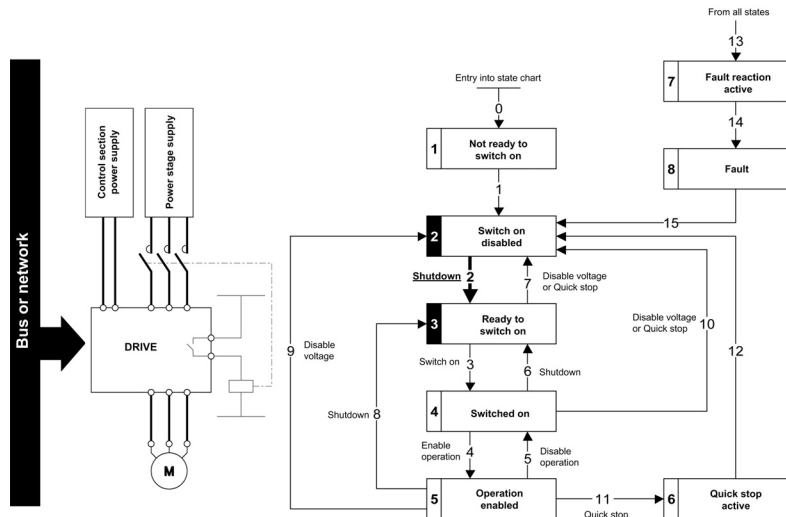 From all states
13
7
Fault reaction
active
14
8
Fault
15
Entry into state chart
0
1
Not ready to
switch on
1
2
Switch on
disabled
Shutdown
2
7
Disable voltage
or Quick stop
3
Ready to
switch on
Switch on
3
6
Shutdown
4
Switched on
Enable
operation
4
5
Disable
operation
5
Operation
enabled
11
Quick stop
6
Quick stop
active
9
Disable
voltage
Shutdown
8
Disable voltage
or Quick stop
10
12
Bus or network
Control section
power supply
Power stage supply
DRIVE
M